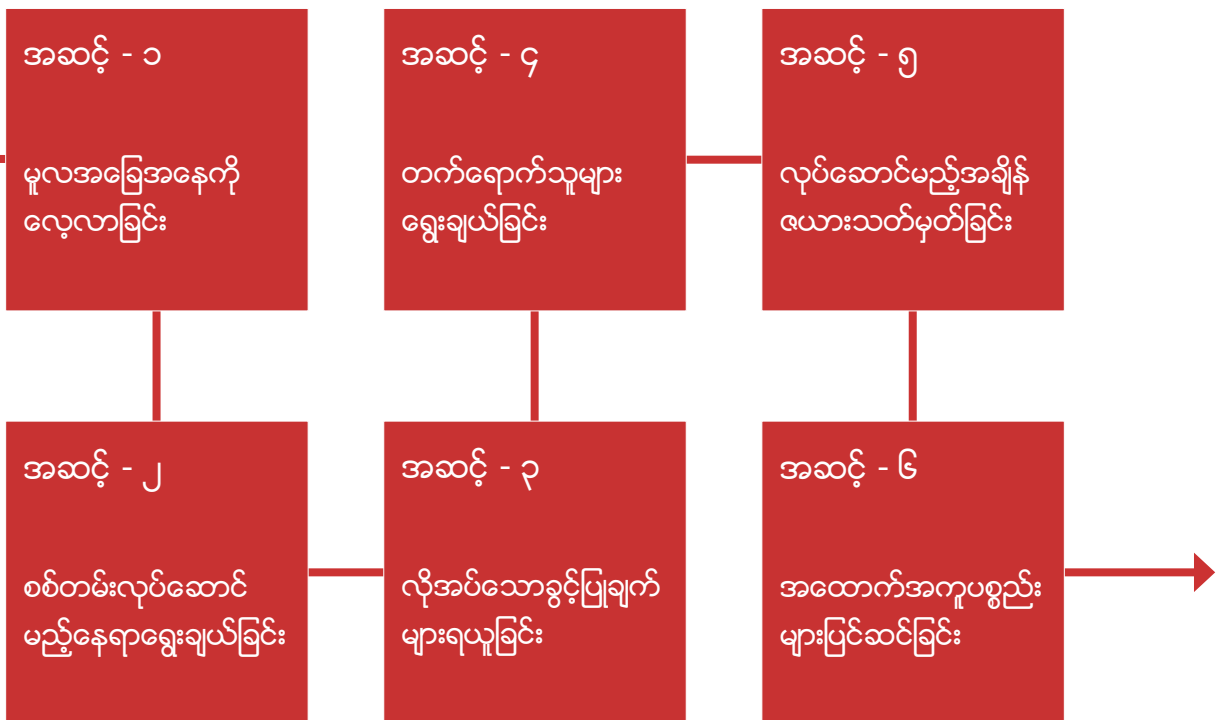 အဆင့် - ၁
မူလအခြေအနေကို
လေ့လာခြင်း
အဆင့် - ၂
စစ်တမ်းလုပ်ဆောင်
မည့်နေရာရွေးချယ်ခြင်း
အဆင့် - ၃
လိုအပ်သောခွင့်ပြုချက်
များရယူခြင်း
အဆင့် - ၄
တက်ရောက်သူများ
ရွေးချယ်ခြင်း
အဆင့် - ၅
လုပ်ဆောင်မည့်အချိန်
ဇယားသတ်မှတ်ခြင်း
အဆင့် - ၆
အထောက်အကူပစ္စည်း
များပြင်ဆင်ခြင်း